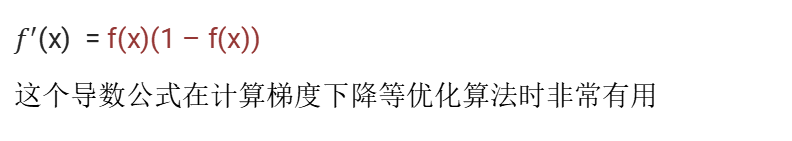 f′(x) = f(x)(1 − f(x))
这个导数公式在计算梯度下降等优化算法时非常有用